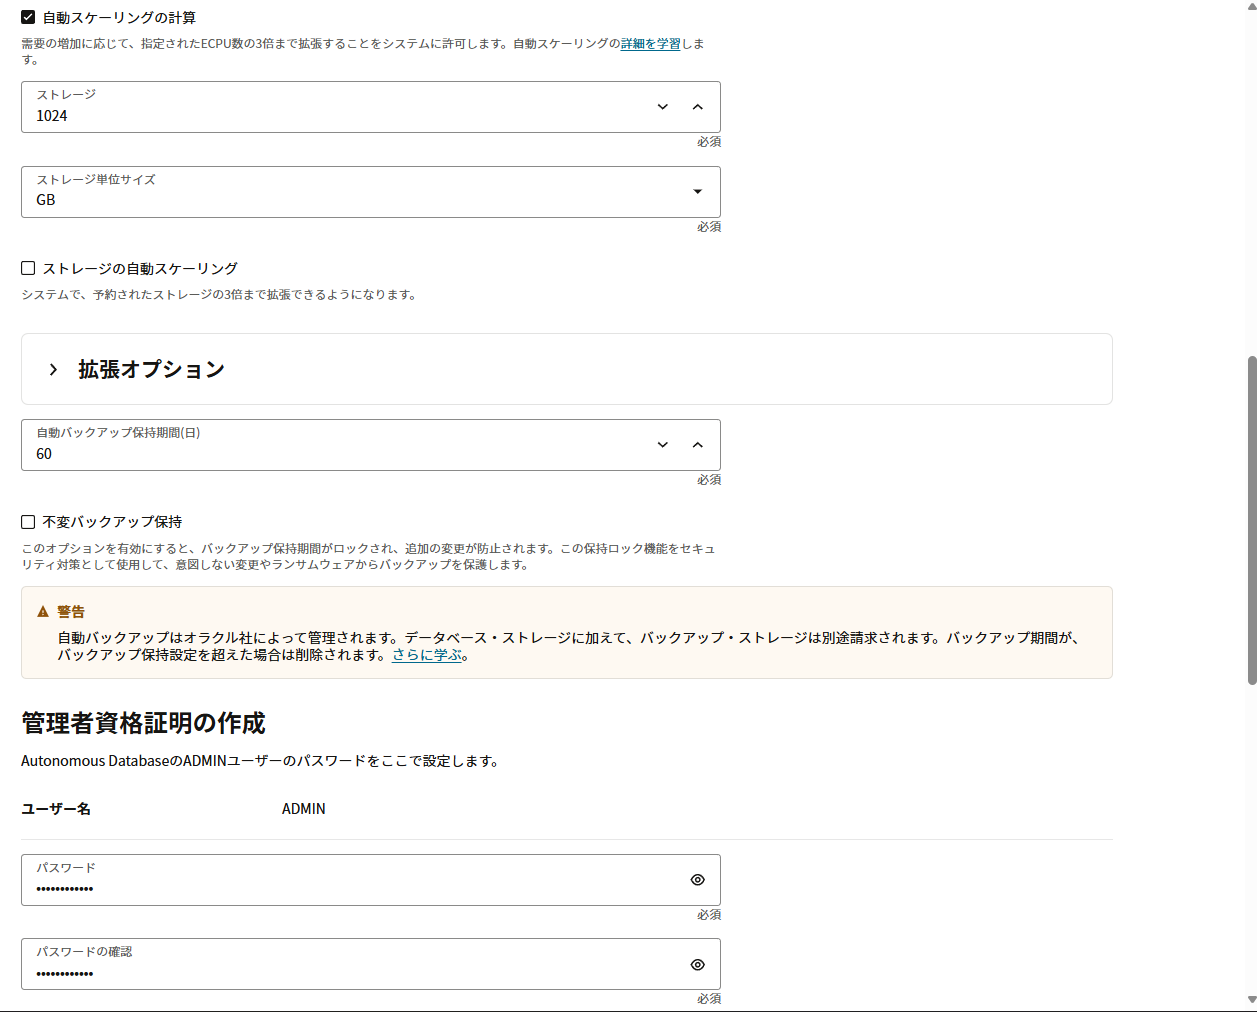 自動スケーリングの計算
需要の増加に応じて、指定されたECPU数の3倍まで拡張することをシステムに許可します。自動スケーリングの詳細を学習しま
す。
ストレージ
1024
必須
ストレージ単位サイズ
GB
必須
ストレージの自動スケーリング
システムで、予約されたストレージの3倍まで拡張できるようになります。
拡張オプション
自動バックアップ保持期間(日)
60
必須
不変バックアップ保持
このオプションを有効にすると、バックアップ保持期間がロックされ、追加の変更が防止されます。この保持ロック機能をセキュ
リティ対策として使用して、意図しない変更やランサムウェアからバックアップを保護します。
警告
自動バックアップはオラクル社によって管理されます。データベース・ストレージに加えて、バックアップ・ストレージは別途請求されます。バックアップ期間が、
バックアップ保持設定を超えた場合は削除されます。さらに学ぶ。
管理者資格証明の作成
Autonomous DatabaseのADMINユーザーのパスワードをここで設定します。
ユーザー名 ADMIN
パスワード
••••••••••••
必須
パスワードの確認
••••••••••••
必須